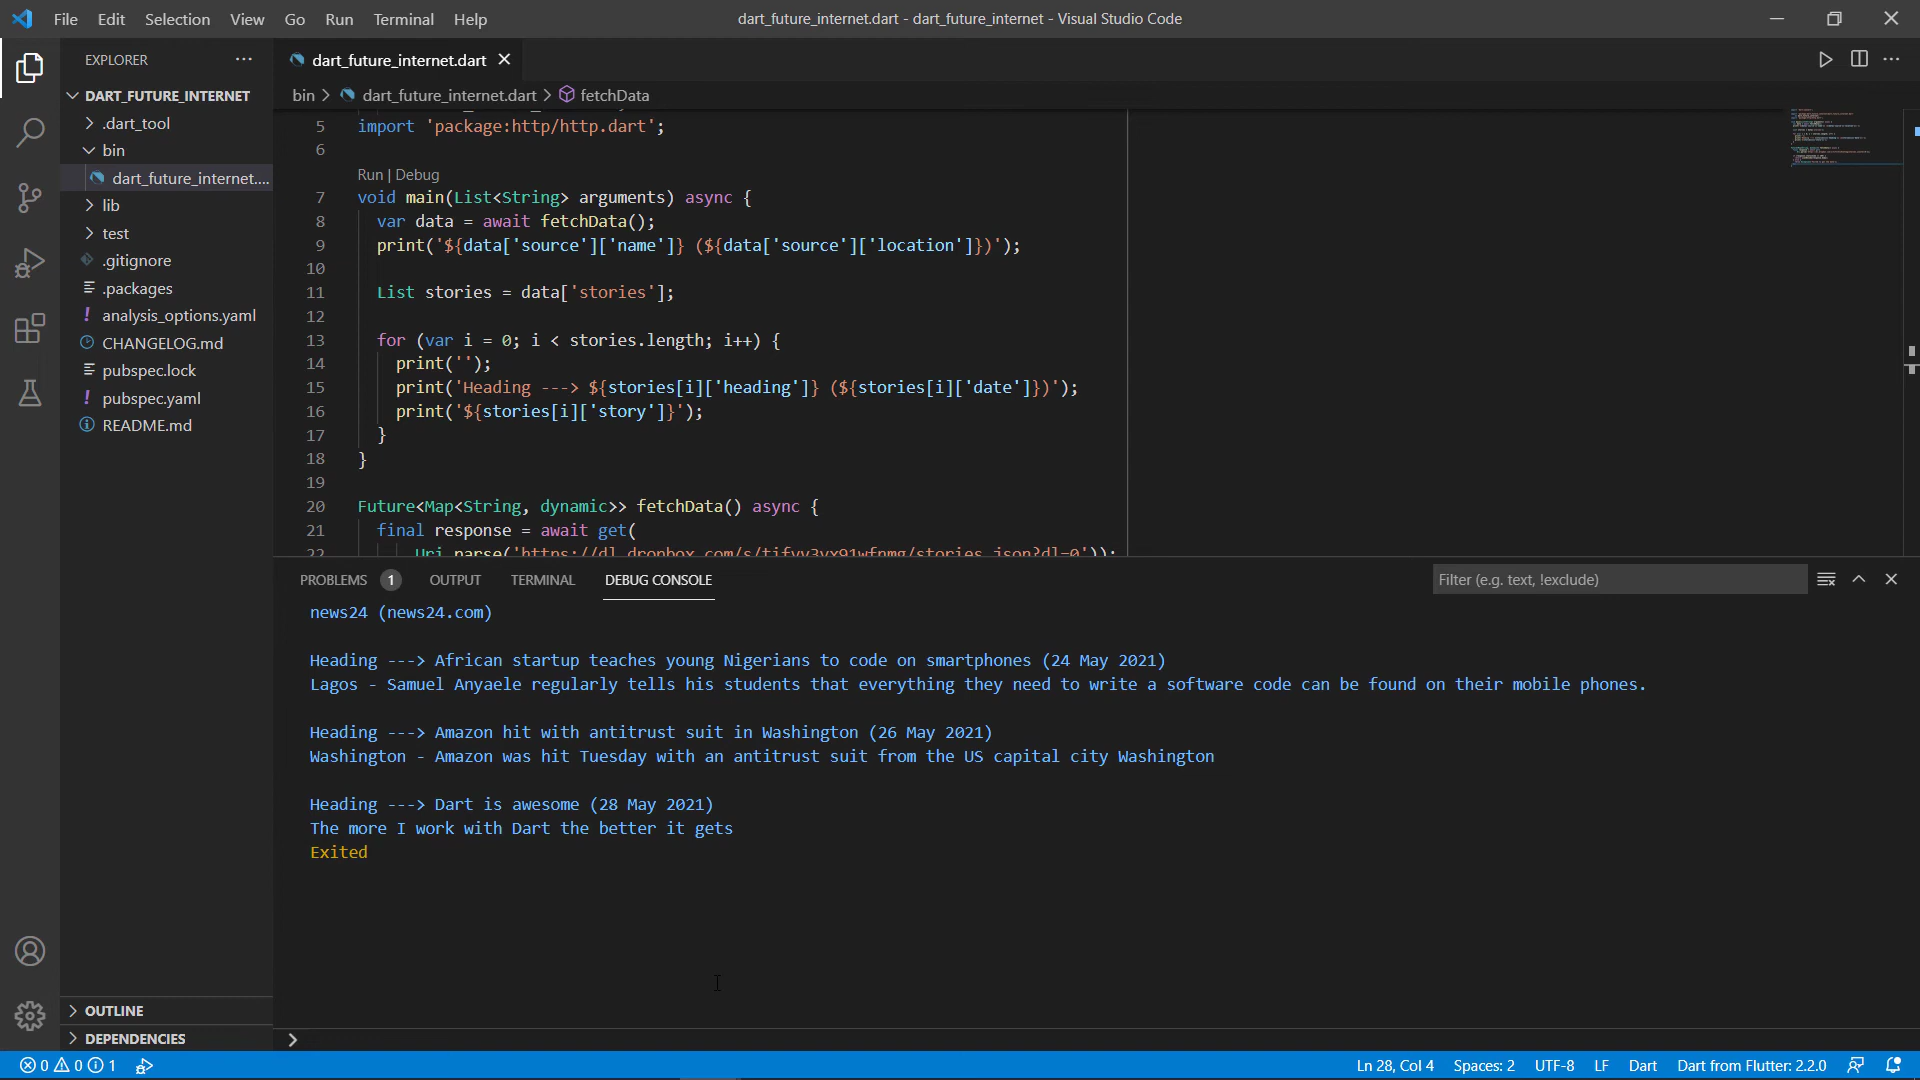 File Edit Selection View Go Run Terminal Help
dart_future_internet.dart - dart_future_internet - Visual Studio Code
EXPLORER
DART_FUTURE_INTERNET
.dart_tool
bin
dart_future_internet....
lib
test
.gitignore
.packages
analysis_options.yaml
CHANGELOG.md
pubspec.lock
pubspec.yaml
README.md
OUTLINE
DEPENDENCIES
dart_future_internet.dart
bin > dart_future_internet.dart > fetchData
5 import 'package:http/http.dart';
6
Run | Debug
7 void main(List<String> arguments) async {
8 var data = await fetchData();
9 print('${data['source']['name']} (${data['source']['location']})');
10
11 List stories = data['stories'];
12
13 for (var i = 0; i < stories.length; i++) {
14 print('');
15 print('Heading ---> ${stories[i]['heading']} (${stories[i]['date']})');
16 print('${stories[i]['story']}');
17 }
18 }
19
20 Future<Map<String, dynamic>> fetchData() async {
21 final response = await get(
22 Uri.parse('https://dl.dropbox.com/s/
PROBLEMS 1 OUTPUT TERMINAL DEBUG CONSOLE
Filter (e.g. text, !exclude)
news24 (news24.com)
Heading ---> African startup teaches young Nigerians to code on smartphones (24 May 2021)
Lagos - Samuel Anyaele regularly tells his students that everything they need to write a software code can be found on their mobile phones.
Heading ---> Amazon hit with antitrust suit in Washington (26 May 2021)
Washington - Amazon was hit Tuesday with an antitrust suit from the US capital city Washington
Heading ---> Dart is awesome (28 May 2021)
The more I work with Dart the better it gets
Exited
0 0 1
Ln 28, Col 4 Spaces: 2 UTF-8 LF Dart Dart from Flutter: 2.2.0